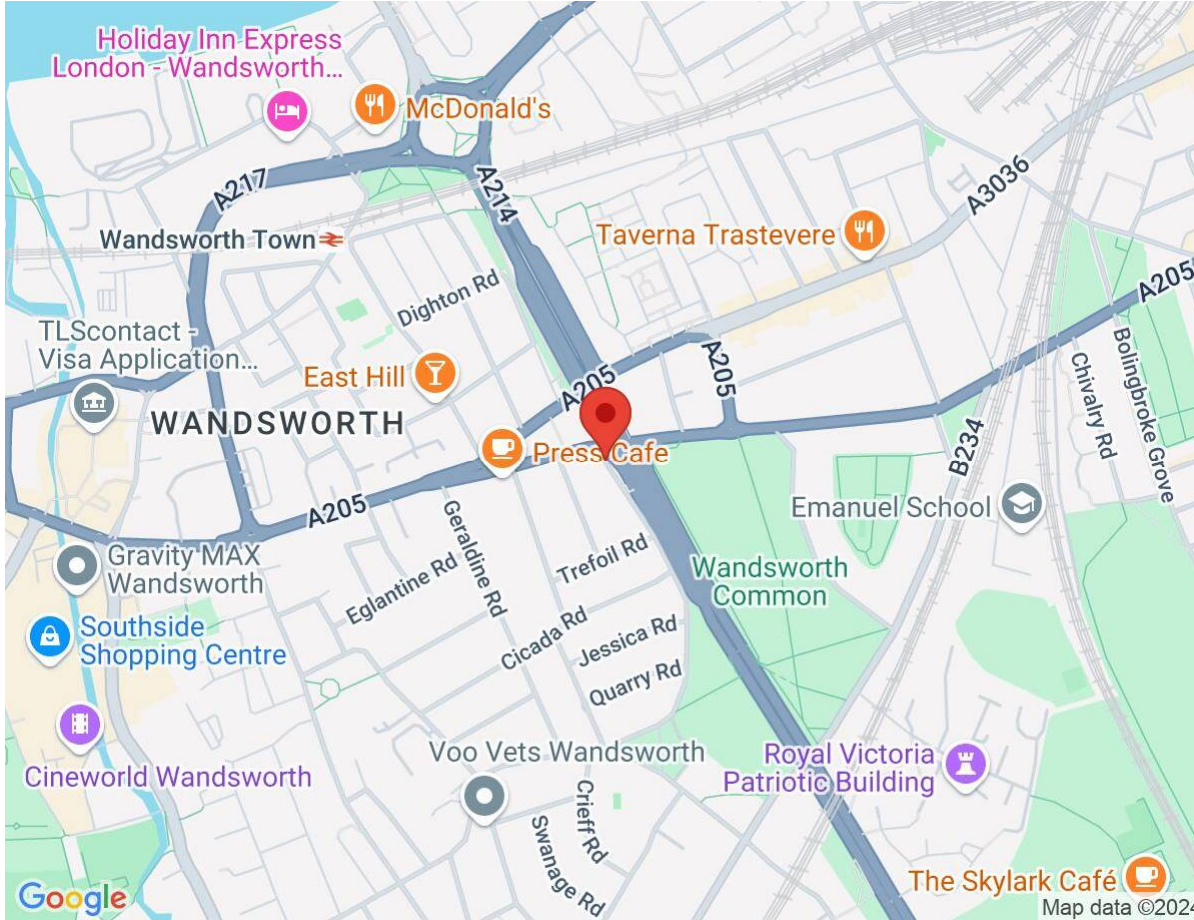 Holiday Inn Express
London - Wandsworth...
McDonald's
A217
A214
A3036
Wandsworth Town
Taverna Trastevere
Dighton Rd
A205
TLScontact -
Visa Application...
East Hill
A205
A205
Bolingbroke Grove
Chivalry Rd
WANDSWORTH
Press Cafe
B234
A205
Emanuel School
Geraldine Rd
Gravity MAX
Wandsworth
Eglantine Rd
Trefoil Rd
Wandsworth
Common
Southside
Shopping Centre
Cicada Rd
Jessica Rd
Quarry Rd
Cineworld Wandsworth
Voo Vets Wandsworth
Royal Victoria
Patriotic Building
Crieff Rd
Swanage Rd
The Skylark Café
Google
Map data ©2024